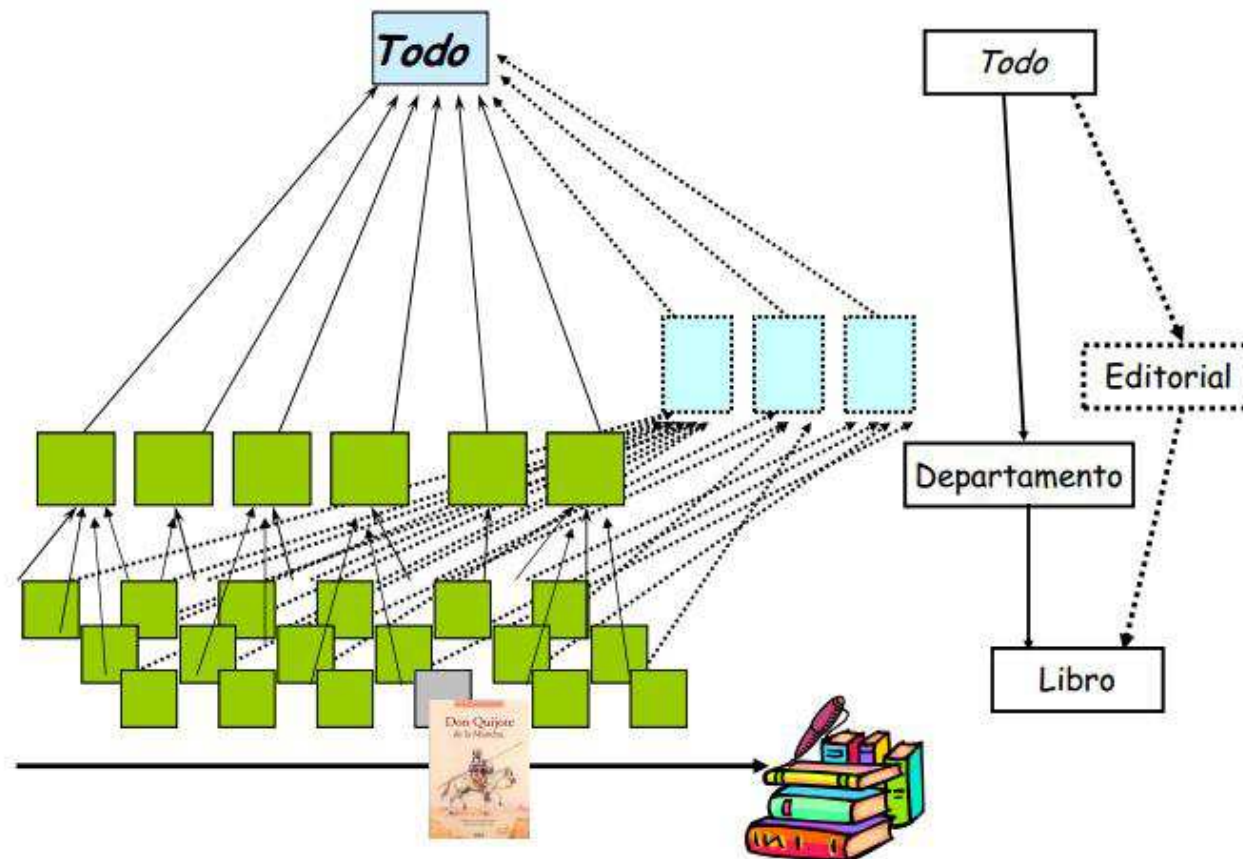 Todo
Todo
Editorial
Departamento
Libro
Don Quijote
de la Mancha